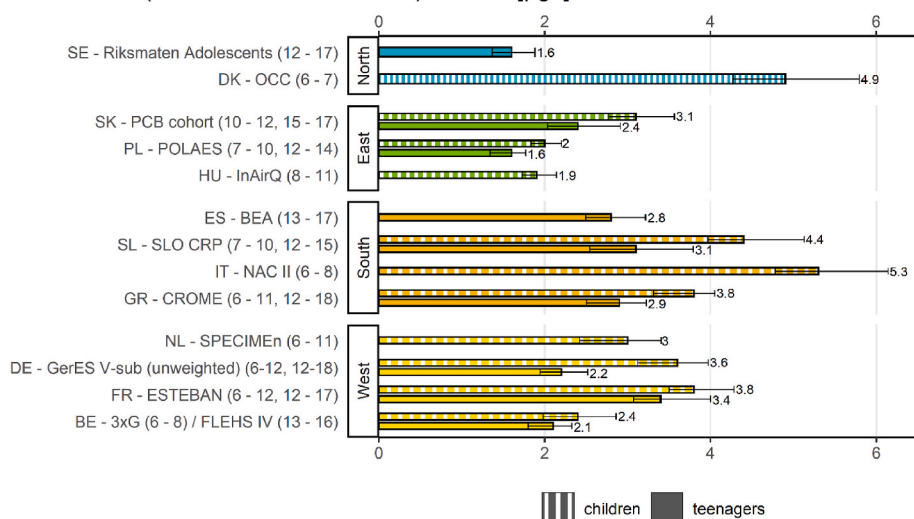 0 2 4 6
North
SE - Riksmaten Adolescents (12 - 17) 1.6
DK - OCC (6 - 7) 4.9
East
SK - PCB cohort (10 - 12, 15 - 17) 3.1
2.4
PL - POLAES (7 - 10, 12 - 14) 2
1.6
HU - InAirQ (8 - 11) 1.9
South
ES - BEA (13 - 17) 2.8
SL - SLO CRP (7 - 10, 12 - 15) 4.4
3.1
IT - NAC II (6 - 8) 5.3
GR - CROME (6 - 11, 12 - 18) 3.8
2.9
West
NL - SPECIMEn (6 - 11) 3
DE - GerES V-sub (unweighted) (6-12, 12-18) 3.6
2.2
FR - ESTEBAN (6 - 12, 12 - 17) 3.8
3.4
BE - 3xG (6 - 8) / FLEHS IV (13 - 16) 2.4
2.1
0 2 4 6
children teenagers